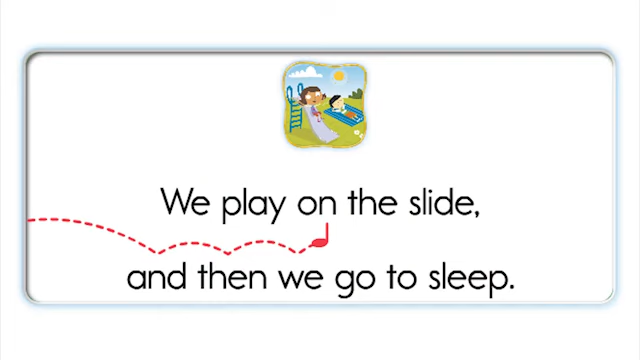 We play on the slide,
and then we go to sleep.